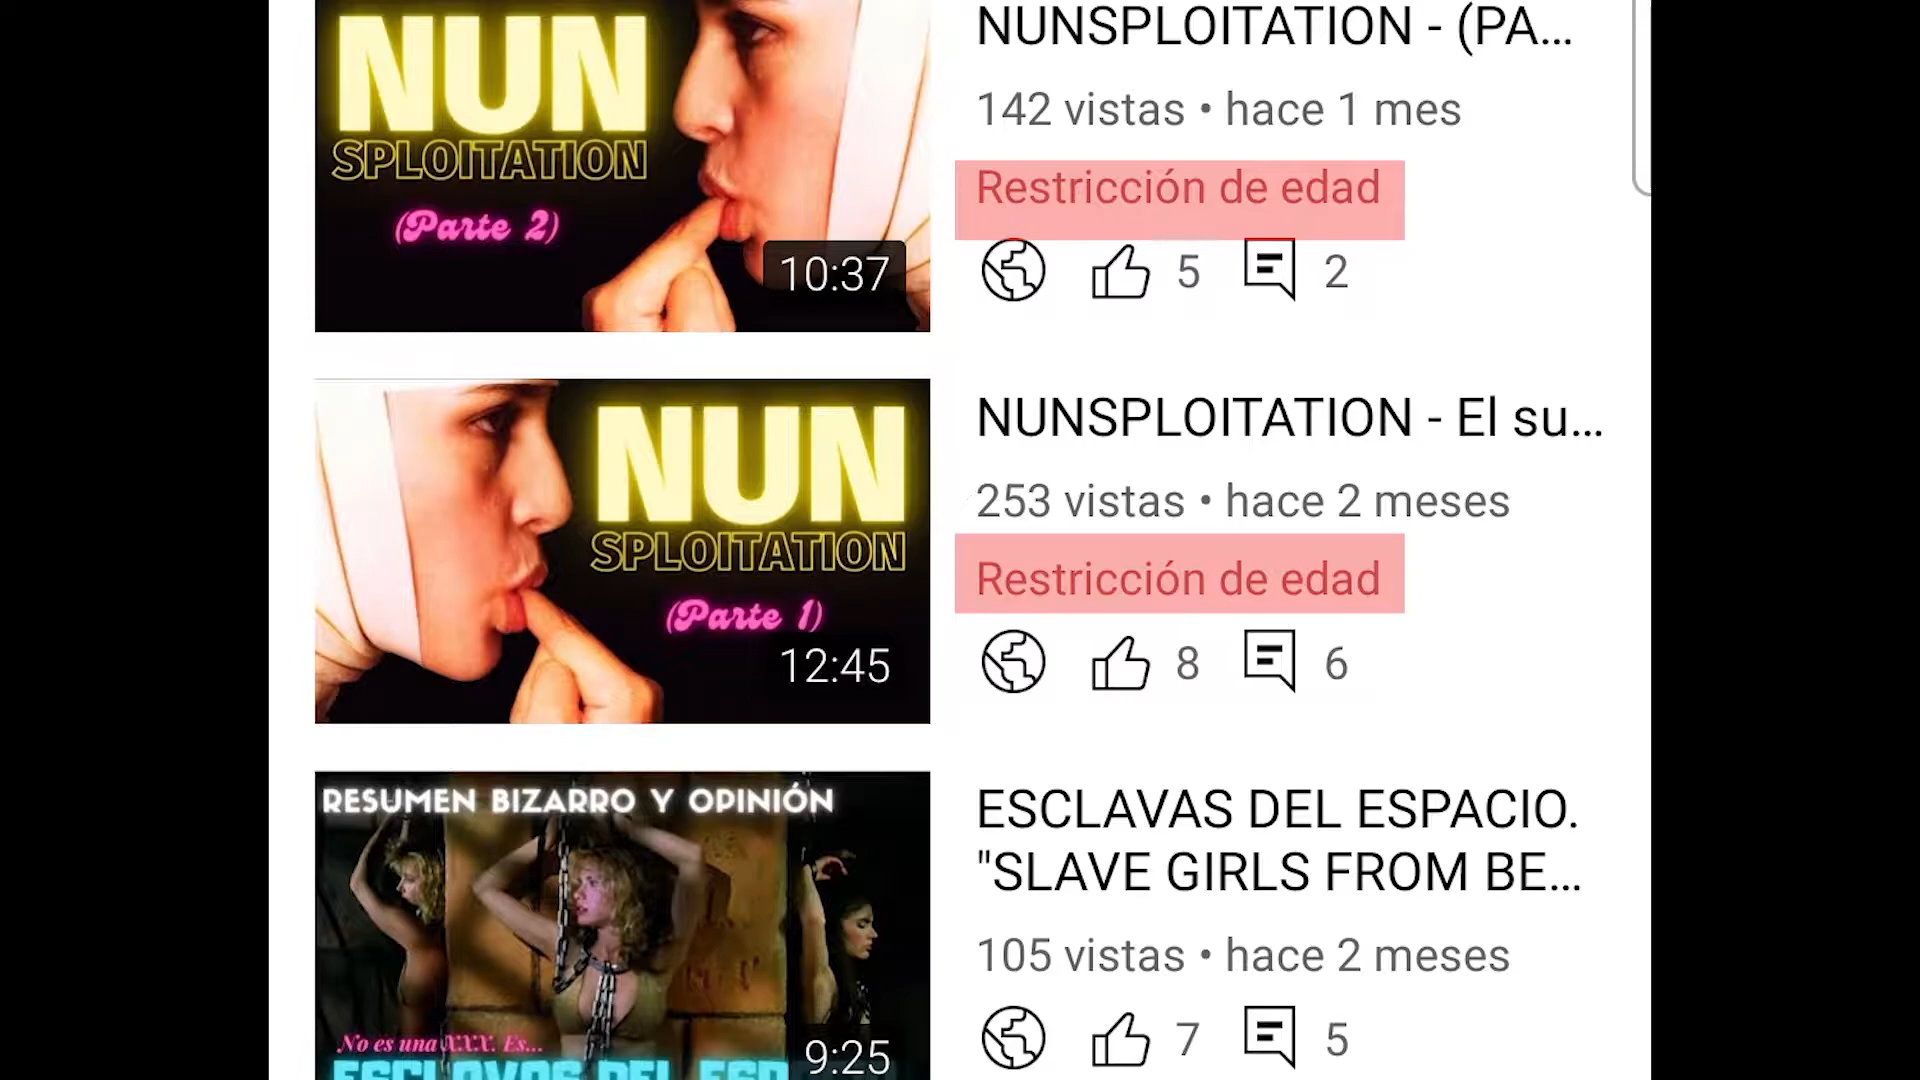 NUN
SPLOITATION
(Parte 2)
10:37
NUNSPLOITATION - (PA...
142 vistas • hace 1 mes
Restricción de edad
5 2
NUN
SPLOITATION
(Parte 1)
12:45
NUNSPLOITATION - El su...
253 vistas • hace 2 meses
Restricción de edad
8 6
RESUMEN BIZARRO Y OPINIÓN
No es una XXX. Es...
ESCLAVAS DEL ESP
9:25
ESCLAVAS DEL ESPACIO.
"SLAVE GIRLS FROM BE...
105 vistas • hace 2 meses
7 5